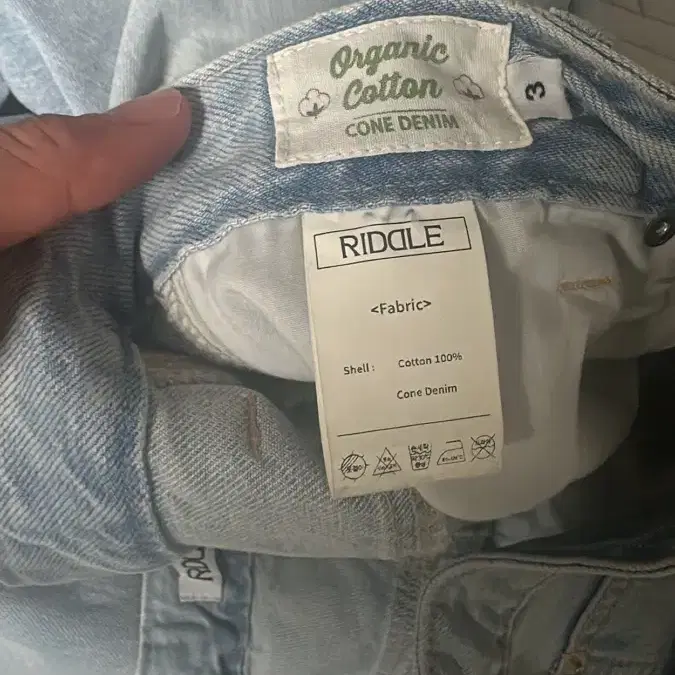 Organic
Cotton
CONE DENIM
3
RIDDLE
<Fabric>
Shell : Cotton 100%
Cone Denim